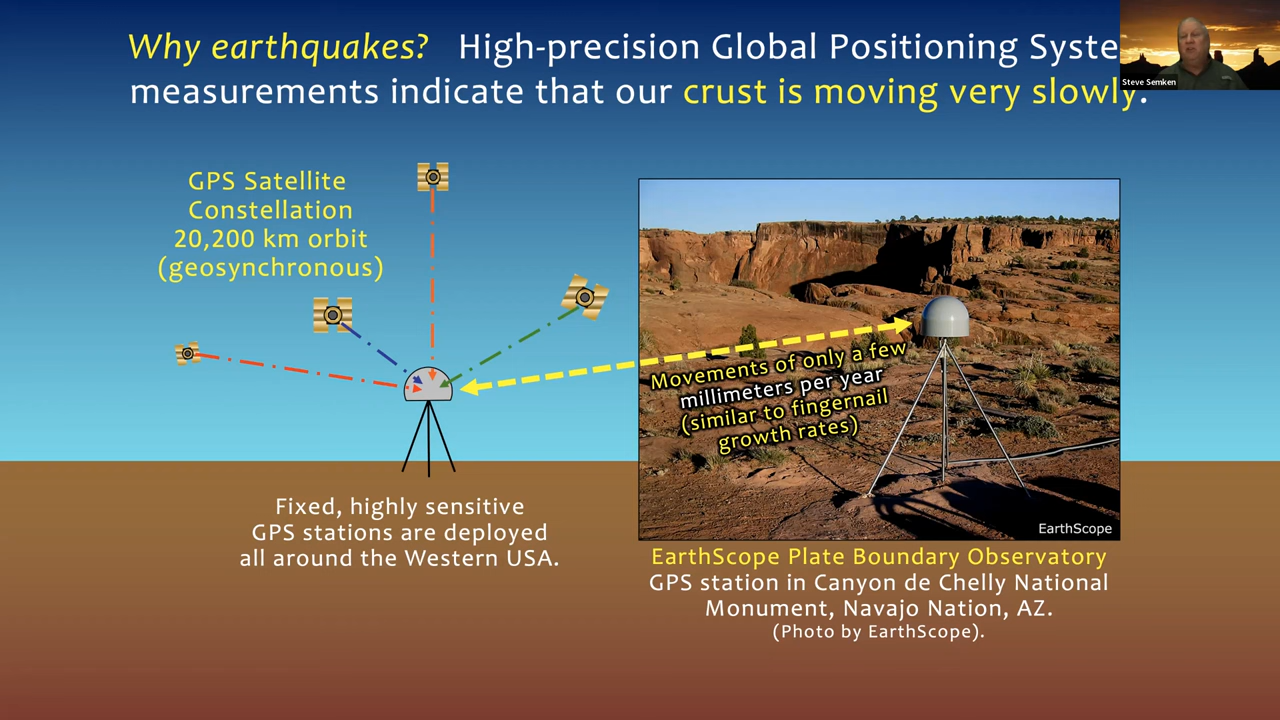 Why earthquakes? High-precision Global Positioning Syste
measurements indicate that our crust is moving very slowly.
Steve Semken
GPS Satellite
Constellation
20,200 km orbit
(geosynchronous)
Movements of only a few
millimeters per year
(similar to fingernail
growth rates)
EarthScope
Fixed, highly sensitive
GPS stations are deployed
all around the Western USA.
EarthScope Plate Boundary Observatory
GPS station in Canyon de Chelly National
Monument, Navajo Nation, AZ.
(Photo by EarthScope).